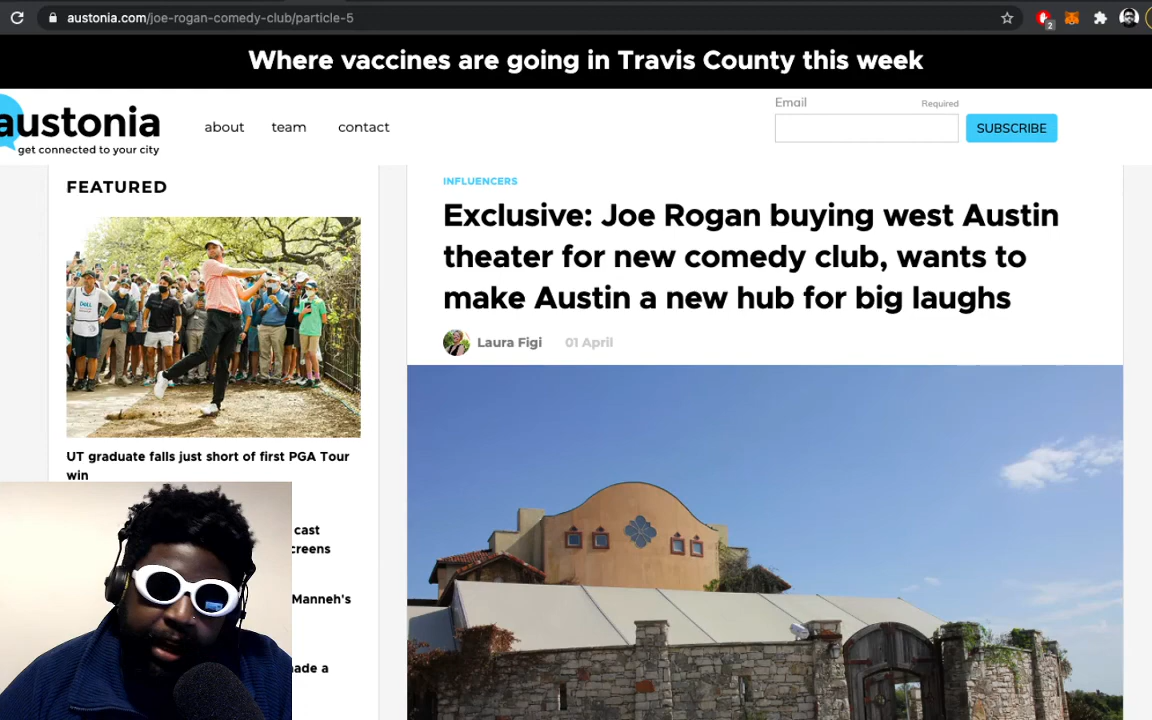 austonia.com/joe-rogan-comedy-club/particle-5
2
Where vaccines are going in Travis County this week
austonia
get connected to your city
about
team
contact
Email
Required
SUBSCRIBE
FEATURED
UT graduate falls just short of first PGA Tour
win
cast
creens
Manneh's
made a
INFLUENCERS
Exclusive: Joe Rogan buying west Austin
theater for new comedy club, wants to
make Austin a new hub for big laughs
Laura Figi
01 April
DELL